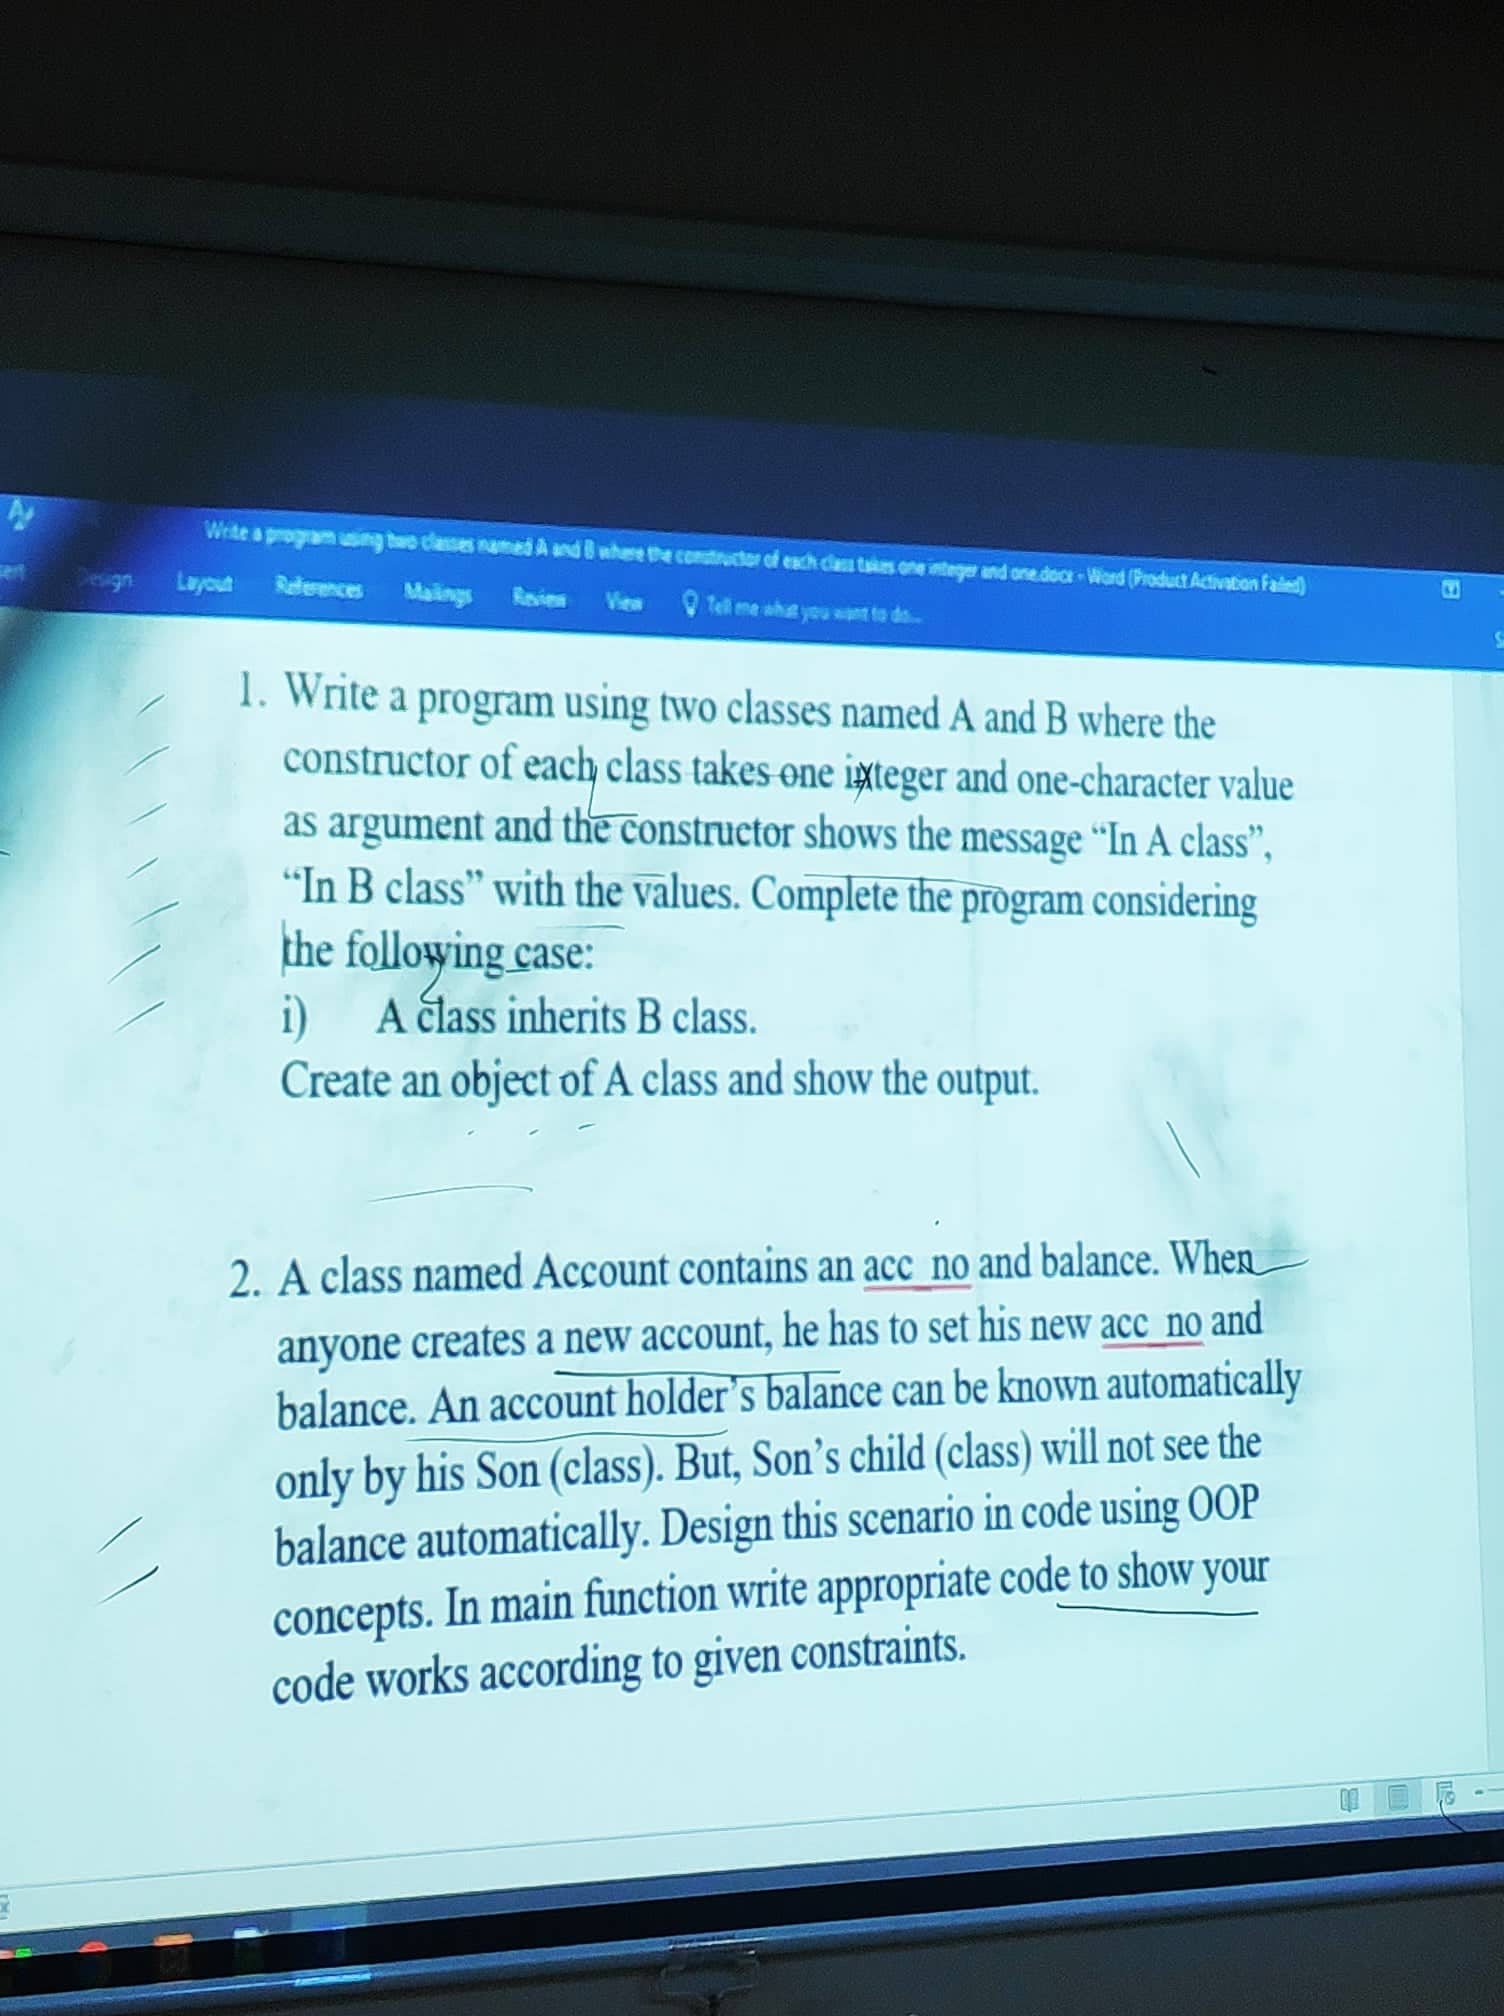 Write a program using two classes named A and B where the constructor of each class takes one integer and one.docx - Word (Product Activation Failed)
Design Layout References Mailings Review View Tell me what you want to do...
1. Write a program using two classes named A and B where the
constructor of each class takes one integer and one-character value
as argument and the constructor shows the message “In A class”,
“In B class” with the values. Complete the program considering
the following case:
i) A class inherits B class.
Create an object of A class and show the output.
2. A class named Account contains an acc_no and balance. When
anyone creates a new account, he has to set his new acc_no and
balance. An account holder’s balance can be known automatically
only by his Son (class). But, Son’s child (class) will not see the
balance automatically. Design this scenario in code using OOP
concepts. In main function write appropriate code to show your
code works according to given constraints.